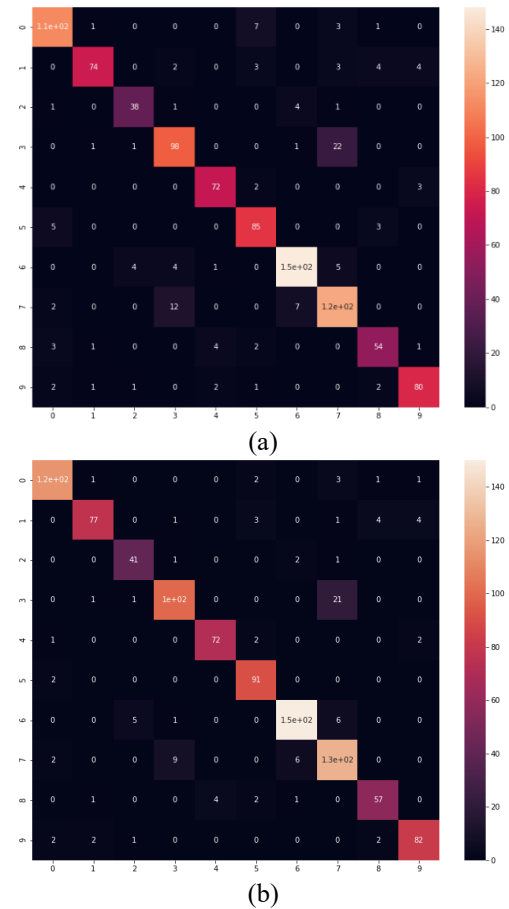 0 1.1e+02 1 0 0 0 7 0 3 1 0
1 0 74 0 2 0 3 0 3 4 4
2 1 0 38 1 0 0 4 1 0 0
3 0 1 1 98 0 0 1 22 0 0
4 0 0 0 0 72 2 0 0 0 3
5 5 0 0 0 0 85 0 0 3 0
6 0 0 4 4 1 0 1.5e+02 5 0 0
7 2 0 0 12 0 0 7 1.2e+02 0 0
8 3 1 0 0 4 2 0 0 54 1
9 2 1 1 0 2 1 0 0 2 80
0 1 2 3 4 5 6 7 8 9
140
120
100
80
60
40
20
0
(a)
0 1.2e+02 1 0 0 0 2 0 3 1 1
1 0 77 0 1 0 3 0 1 4 4
2 0 0 41 1 0 0 2 1 0 0
3 0 1 1 1e+02 0 0 0 21 0 0
4 1 0 0 0 72 2 0 0 0 2
5 2 0 0 0 0 91 0 0 0 0
6 0 0 5 1 0 0 1.5e+02 6 0 0
7 2 0 0 9 0 0 6 1.3e+02 0 0
8 0 1 0 0 4 2 1 0 57 0
9 2 2 1 0 0 0 0 0 2 82
0 1 2 3 4 5 6 7 8 9
140
120
100
80
60
40
20
0
(b)